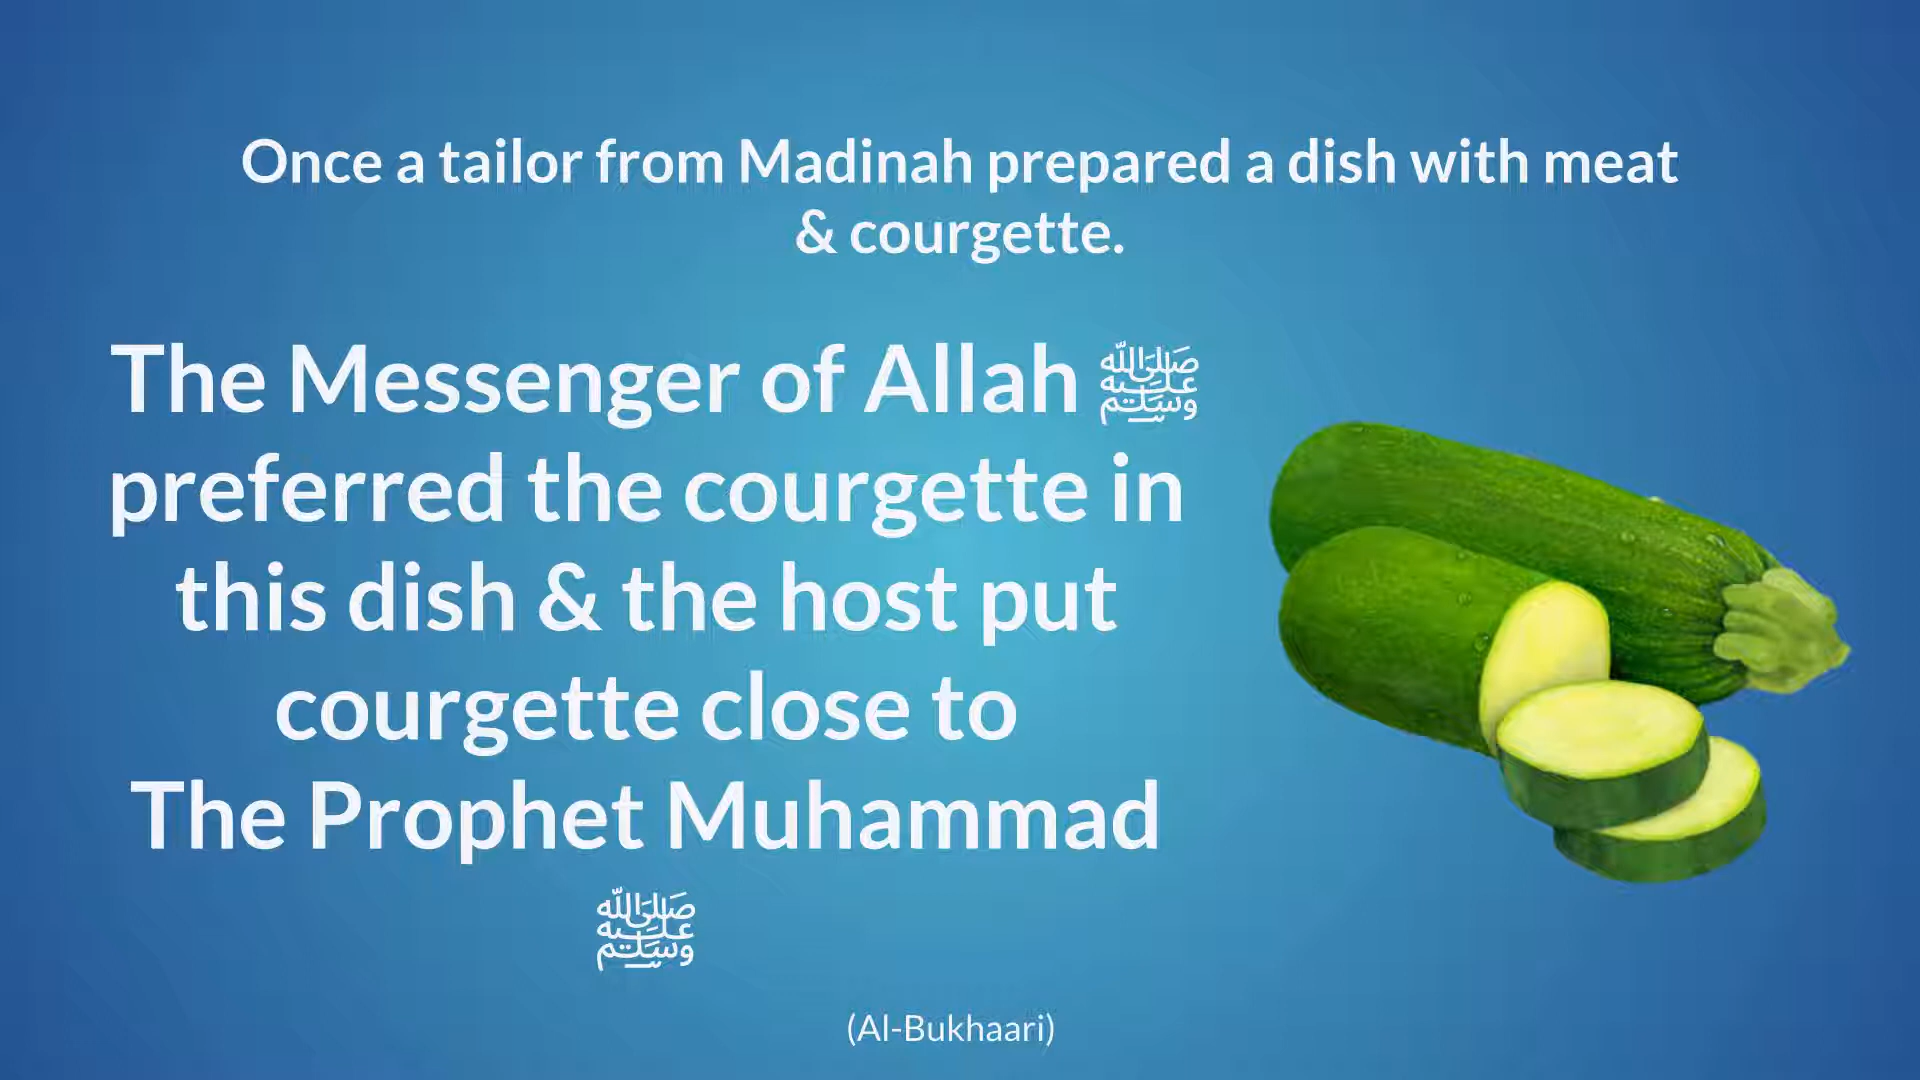 Once a tailor from Madinah prepared a dish with meat
& courgette.
The Messenger of Allah ﷺ
preferred the courgette in
this dish & the host put
courgette close to
The Prophet Muhammad
ﷺ
(Al-Bukhaari)